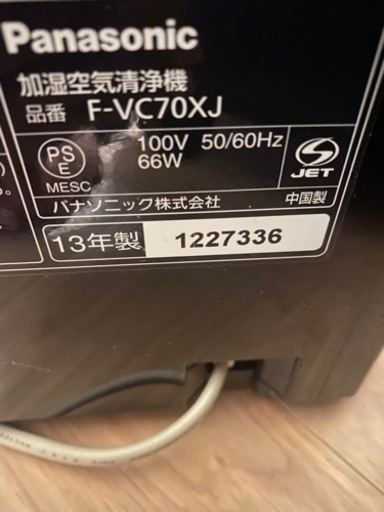 Panasonic
加湿空気清浄機
品番 F-VC70XJ
PS
E
MESC
100V 50/60Hz
66W
S
JET
パナソニック株式会社
中国製
13年製 1227336